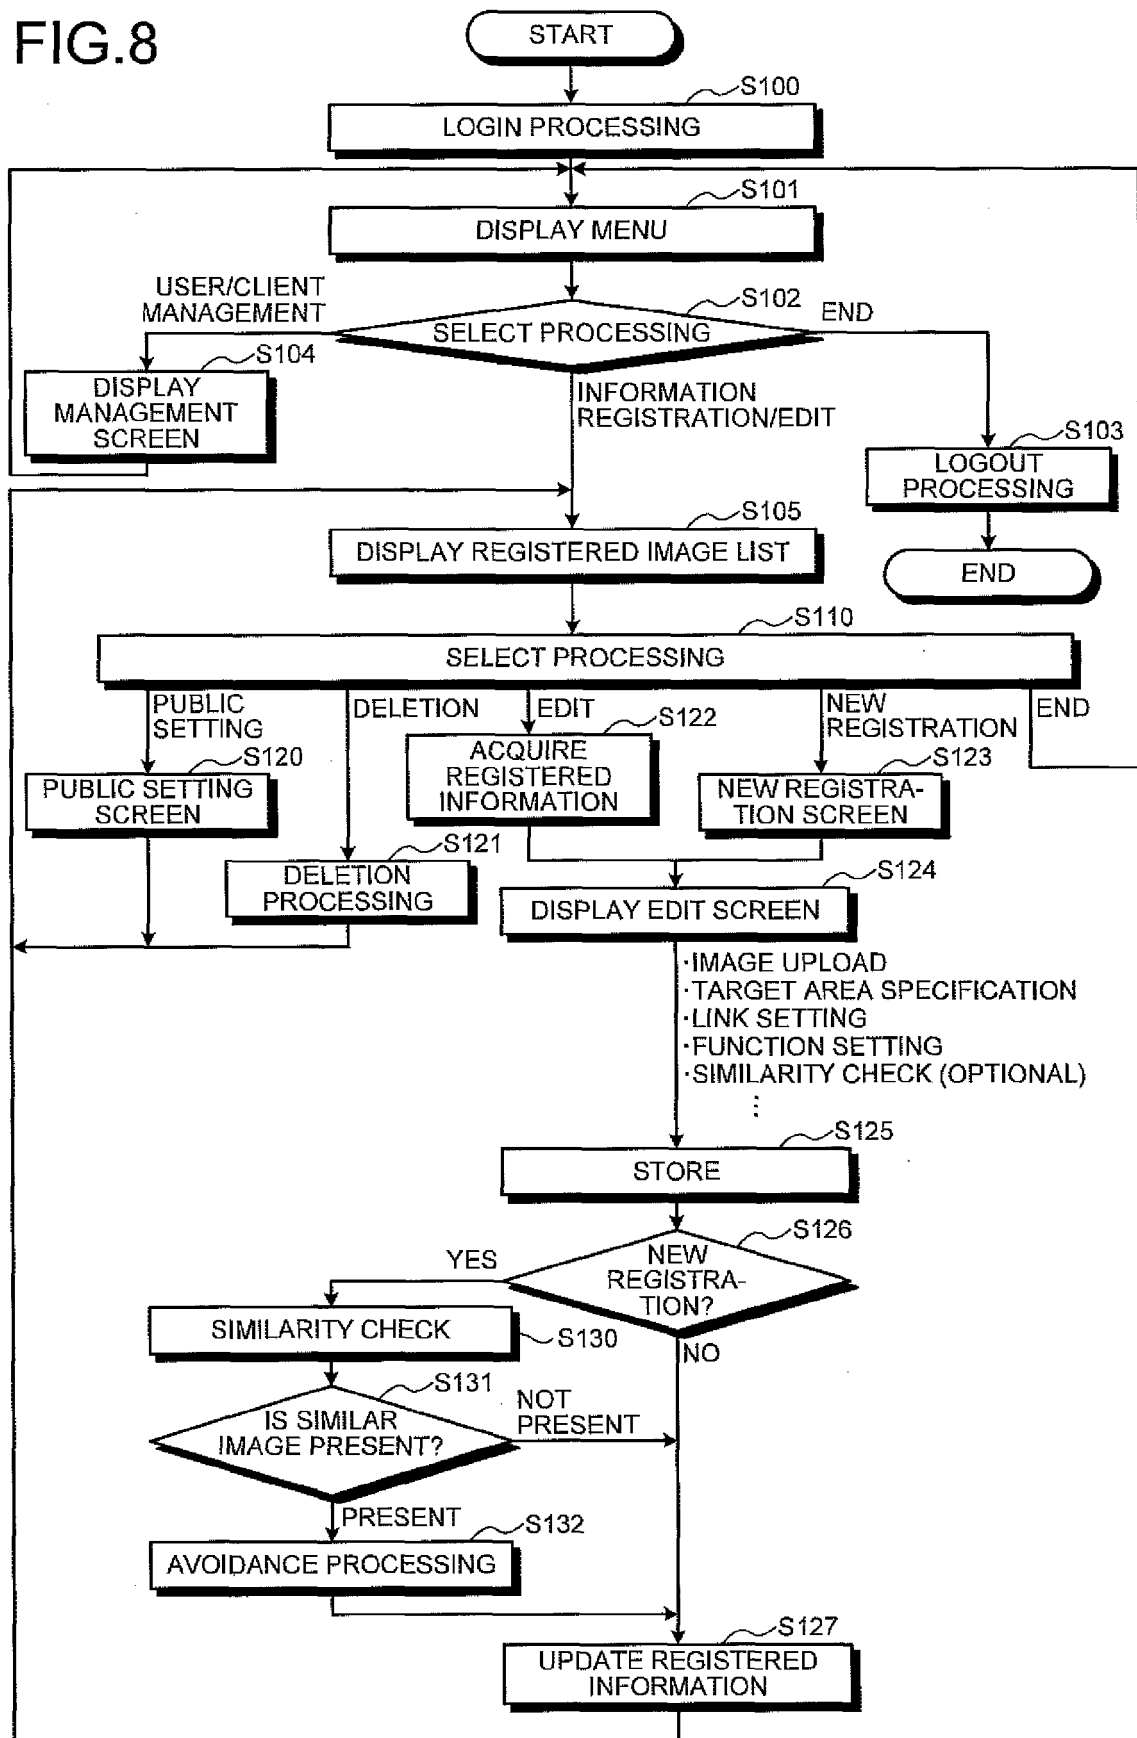 FIG.8
START
S100
LOGIN PROCESSING
S101
DISPLAY MENU
USER/CLIENT
MANAGEMENT
S102
SELECT PROCESSING
END
S104
DISPLAY
MANAGEMENT
SCREEN
INFORMATION
REGISTRATION/EDIT
S103
LOGOUT
PROCESSING
END
S105
DISPLAY REGISTERED IMAGE LIST
S110
SELECT PROCESSING
PUBLIC
SETTING
DELETION
EDIT
NEW
REGISTRATION
END
S120
PUBLIC SETTING
SCREEN
S122
ACQUIRE
REGISTERED
INFORMATION
S123
NEW REGISTRA-
TION SCREEN
S121
DELETION
PROCESSING
S124
DISPLAY EDIT SCREEN
·IMAGE UPLOAD
·TARGET AREA SPECIFICATION
·LINK SETTING
·FUNCTION SETTING
·SIMILARITY CHECK (OPTIONAL)
⋮
S125
STORE
S126
NEW
REGISTRA-
TION?
YES
NO
SIMILARITY CHECK
S130
S131
IS SIMILAR
IMAGE PRESENT?
NOT
PRESENT
PRESENT
S132
AVOIDANCE PROCESSING
S127
UPDATE REGISTERED
INFORMATION